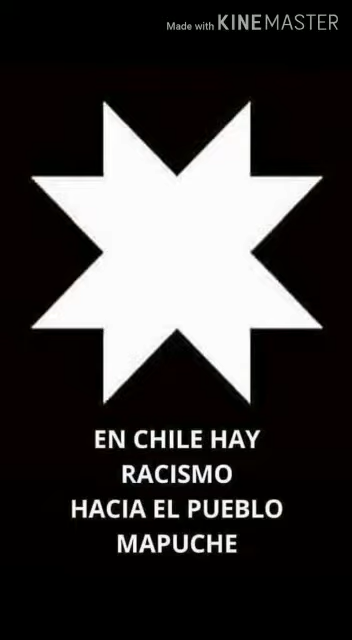 Made with KINEMASTER
EN CHILE HAY
RACISMO
HACIA EL PUEBLO
MAPUCHE